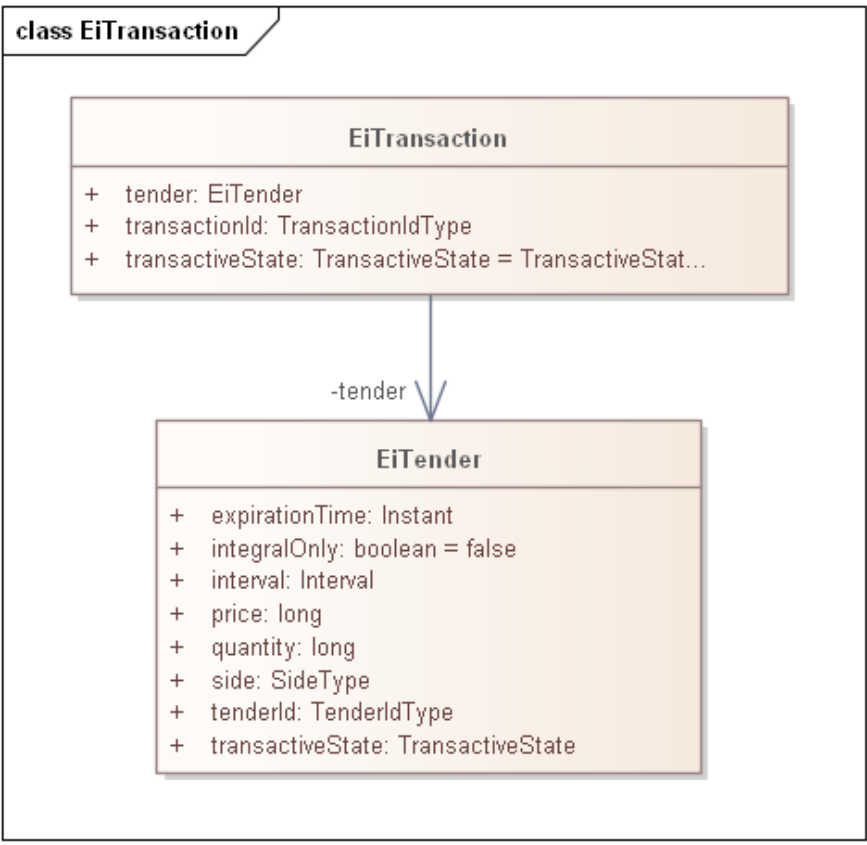 class EiTransaction
EiTransaction
+ tender: EiTender
+ transactionId: TransactionIdType
+ transactiveState: TransactiveState = TransactiveStat...
-tender
EiTender
+ expirationTime: Instant
+ integralOnly: boolean = false
+ interval: Interval
+ price: long
+ quantity: long
+ side: SideType
+ tenderId: TenderIdType
+ transactiveState: TransactiveState